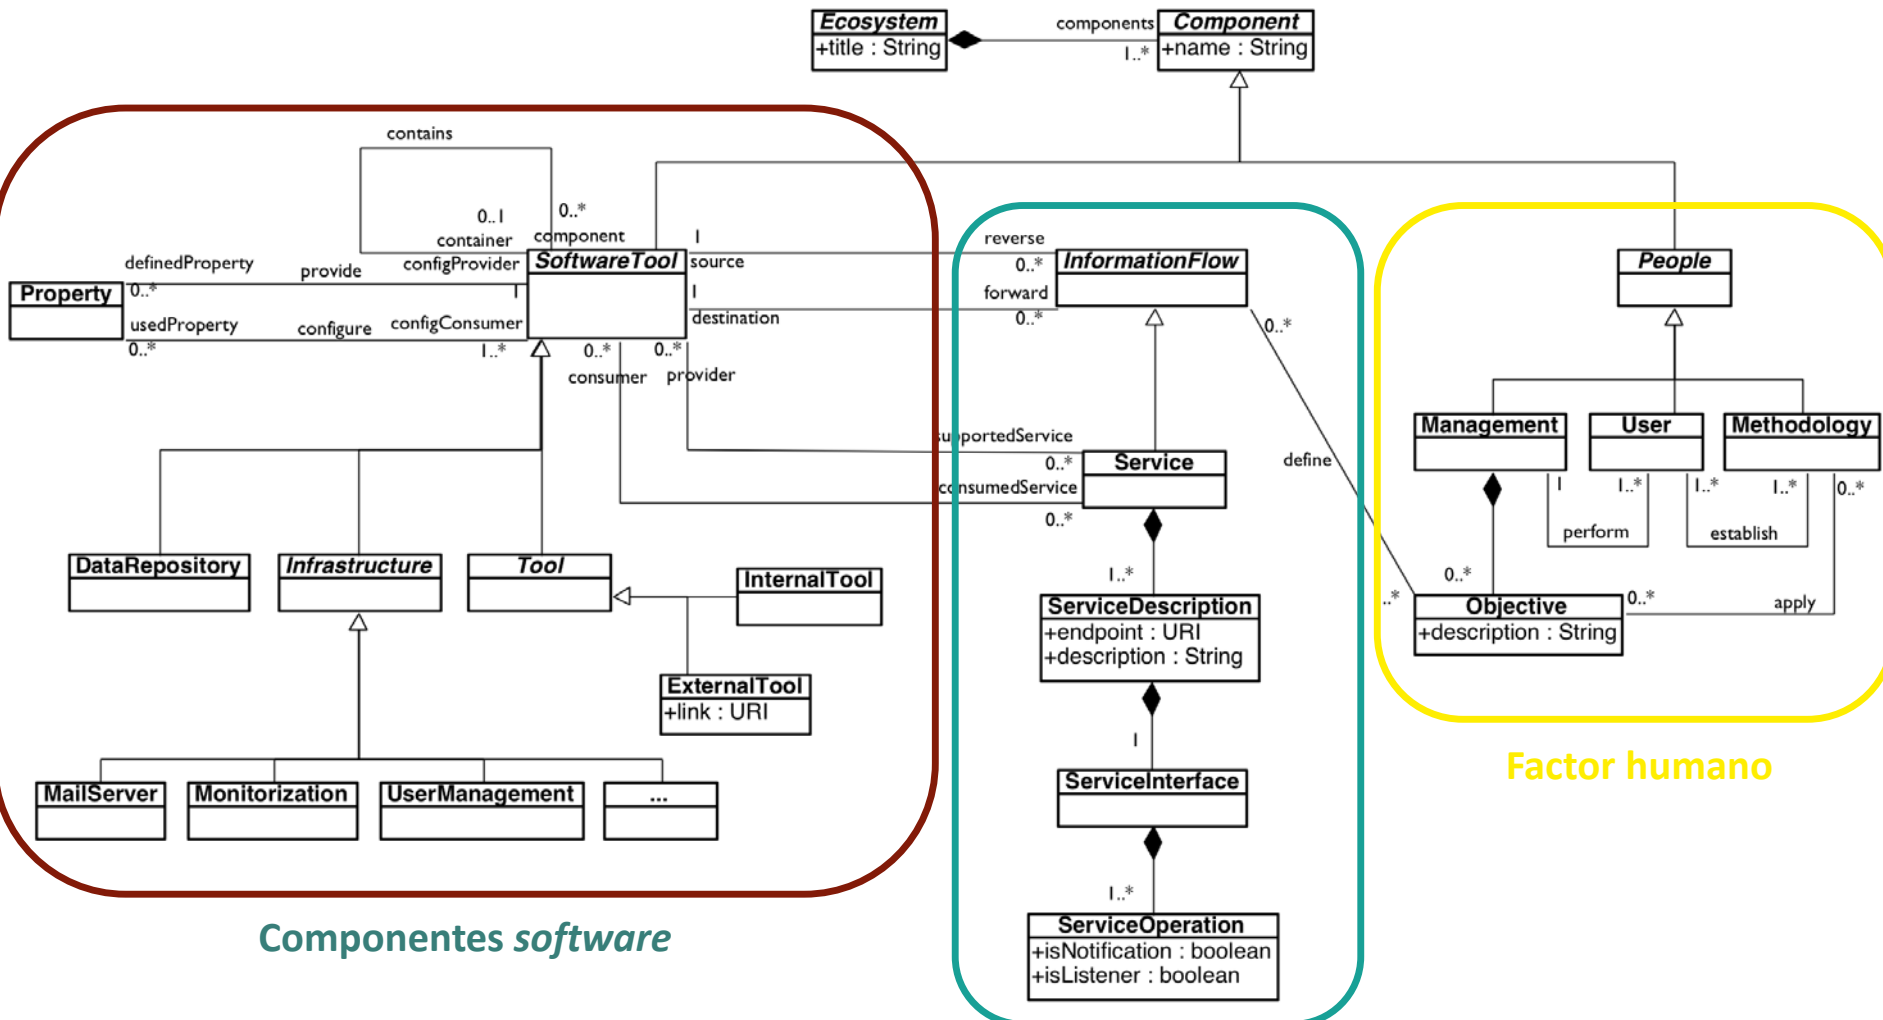 Ecosystem
+title : String
components
1..*
Component
+name : String
contains
0..1
0..*
container
component
definedProperty
provide
configProvider
0..*
1
Property
usedProperty
configure
configConsumer
0..*
1..*
SoftwareTool
1
source
reverse
0..*
1
destination
forward
0..*
InformationFlow
0..*
People
0..*
0..*
consumer
provider
supportedService
0..*
consumedService
0..*
Service
define
Management
User
Methodology
1
1..*
1..*
1..*
0..*
perform
establish
DataRepository
Infrastructure
Tool
InternalTool
ExternalTool
+link : URI
1..*
ServiceDescription
+endpoint : URI
+description : String
0..*
..*
Objective
+description : String
0..*
apply
1
ServiceInterface
MailServer
Monitorization
UserManagement
...
1..*
ServiceOperation
+isNotification : boolean
+isListener : boolean
Factor humano
Componentes software